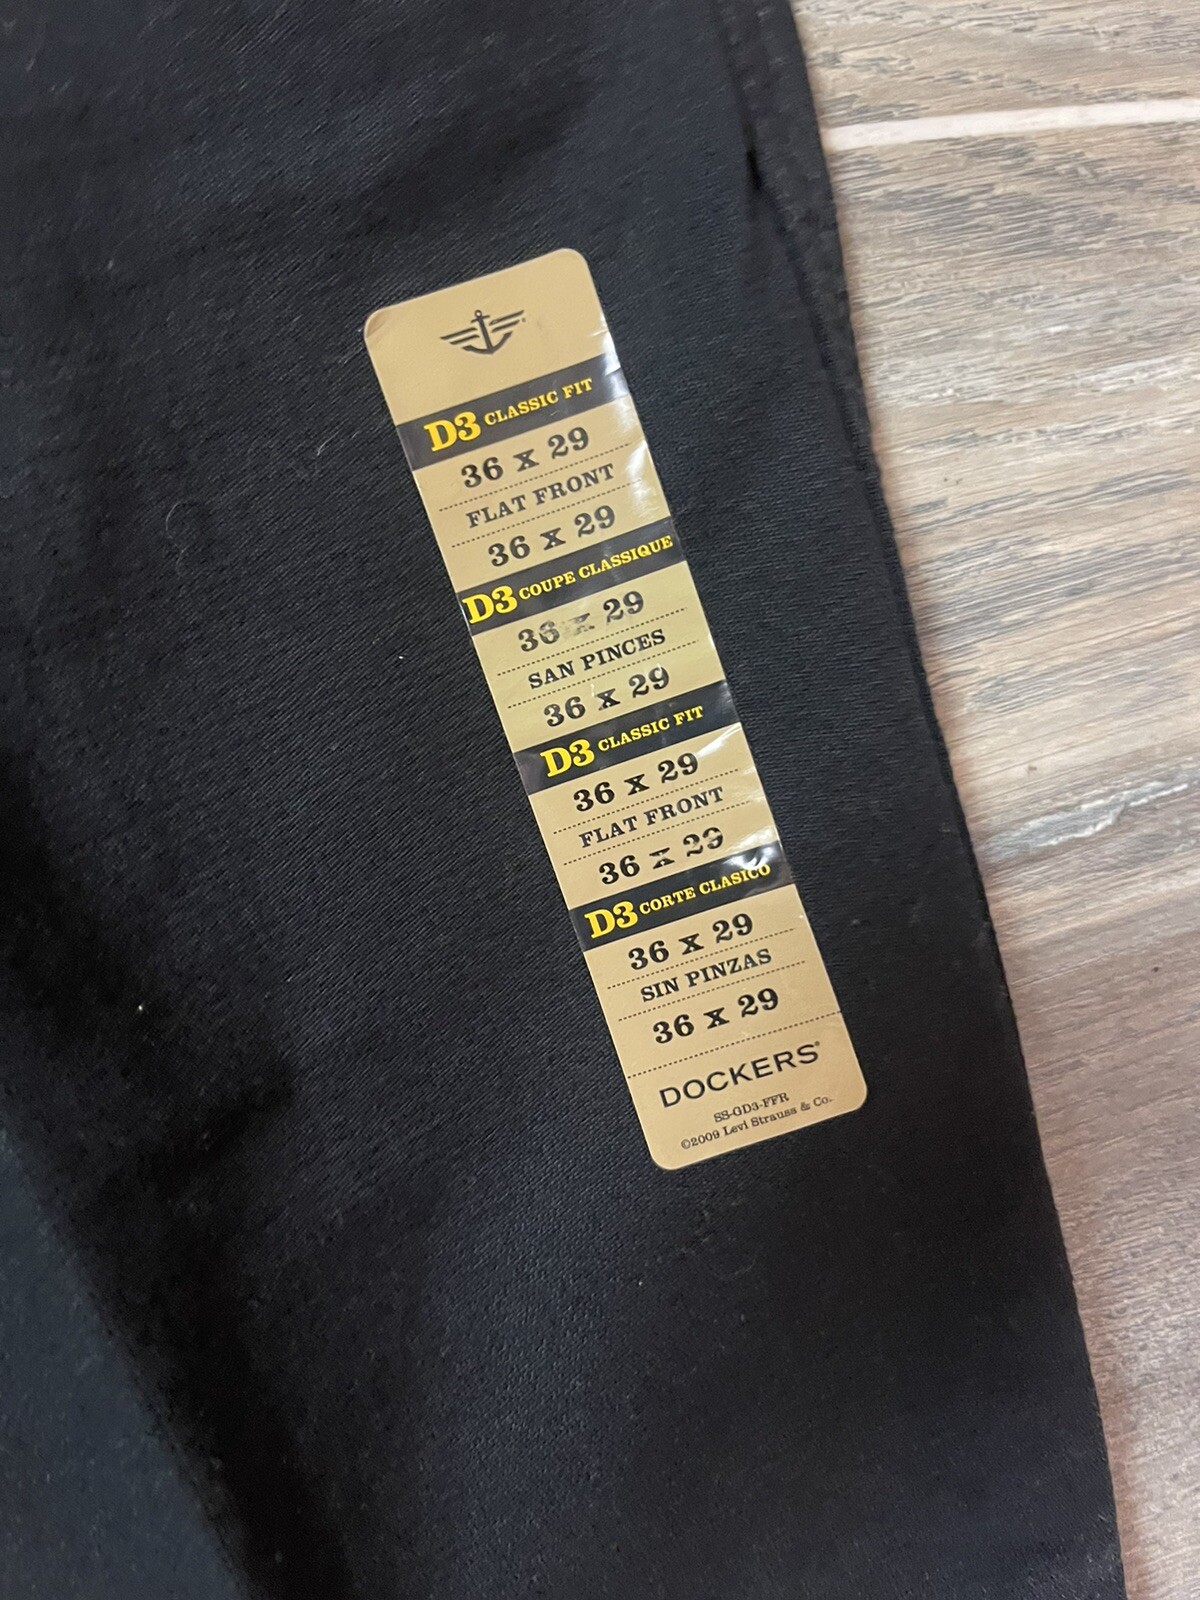 D3 CLASSIC FIT
36 x 29
FLAT FRONT
36 x 29
D3 COUPE CLASSIQUE
36 x 29
SAN PINCES
36 x 29
D3 CLASSIC FIT
36 x 29
FLAT FRONT
36 x 29
D3 CORTE CLASICO
36 x 29
SIN PINZAS
36 x 29
DOCKERS®
SS-GD3-FFR
©2009 Levi Strauss & Co.